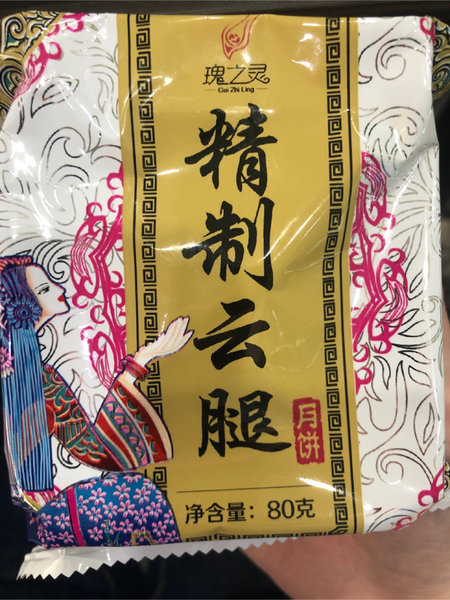 瑰之灵
Gui Zhi Ling
精制云腿
月饼
净含量：80克